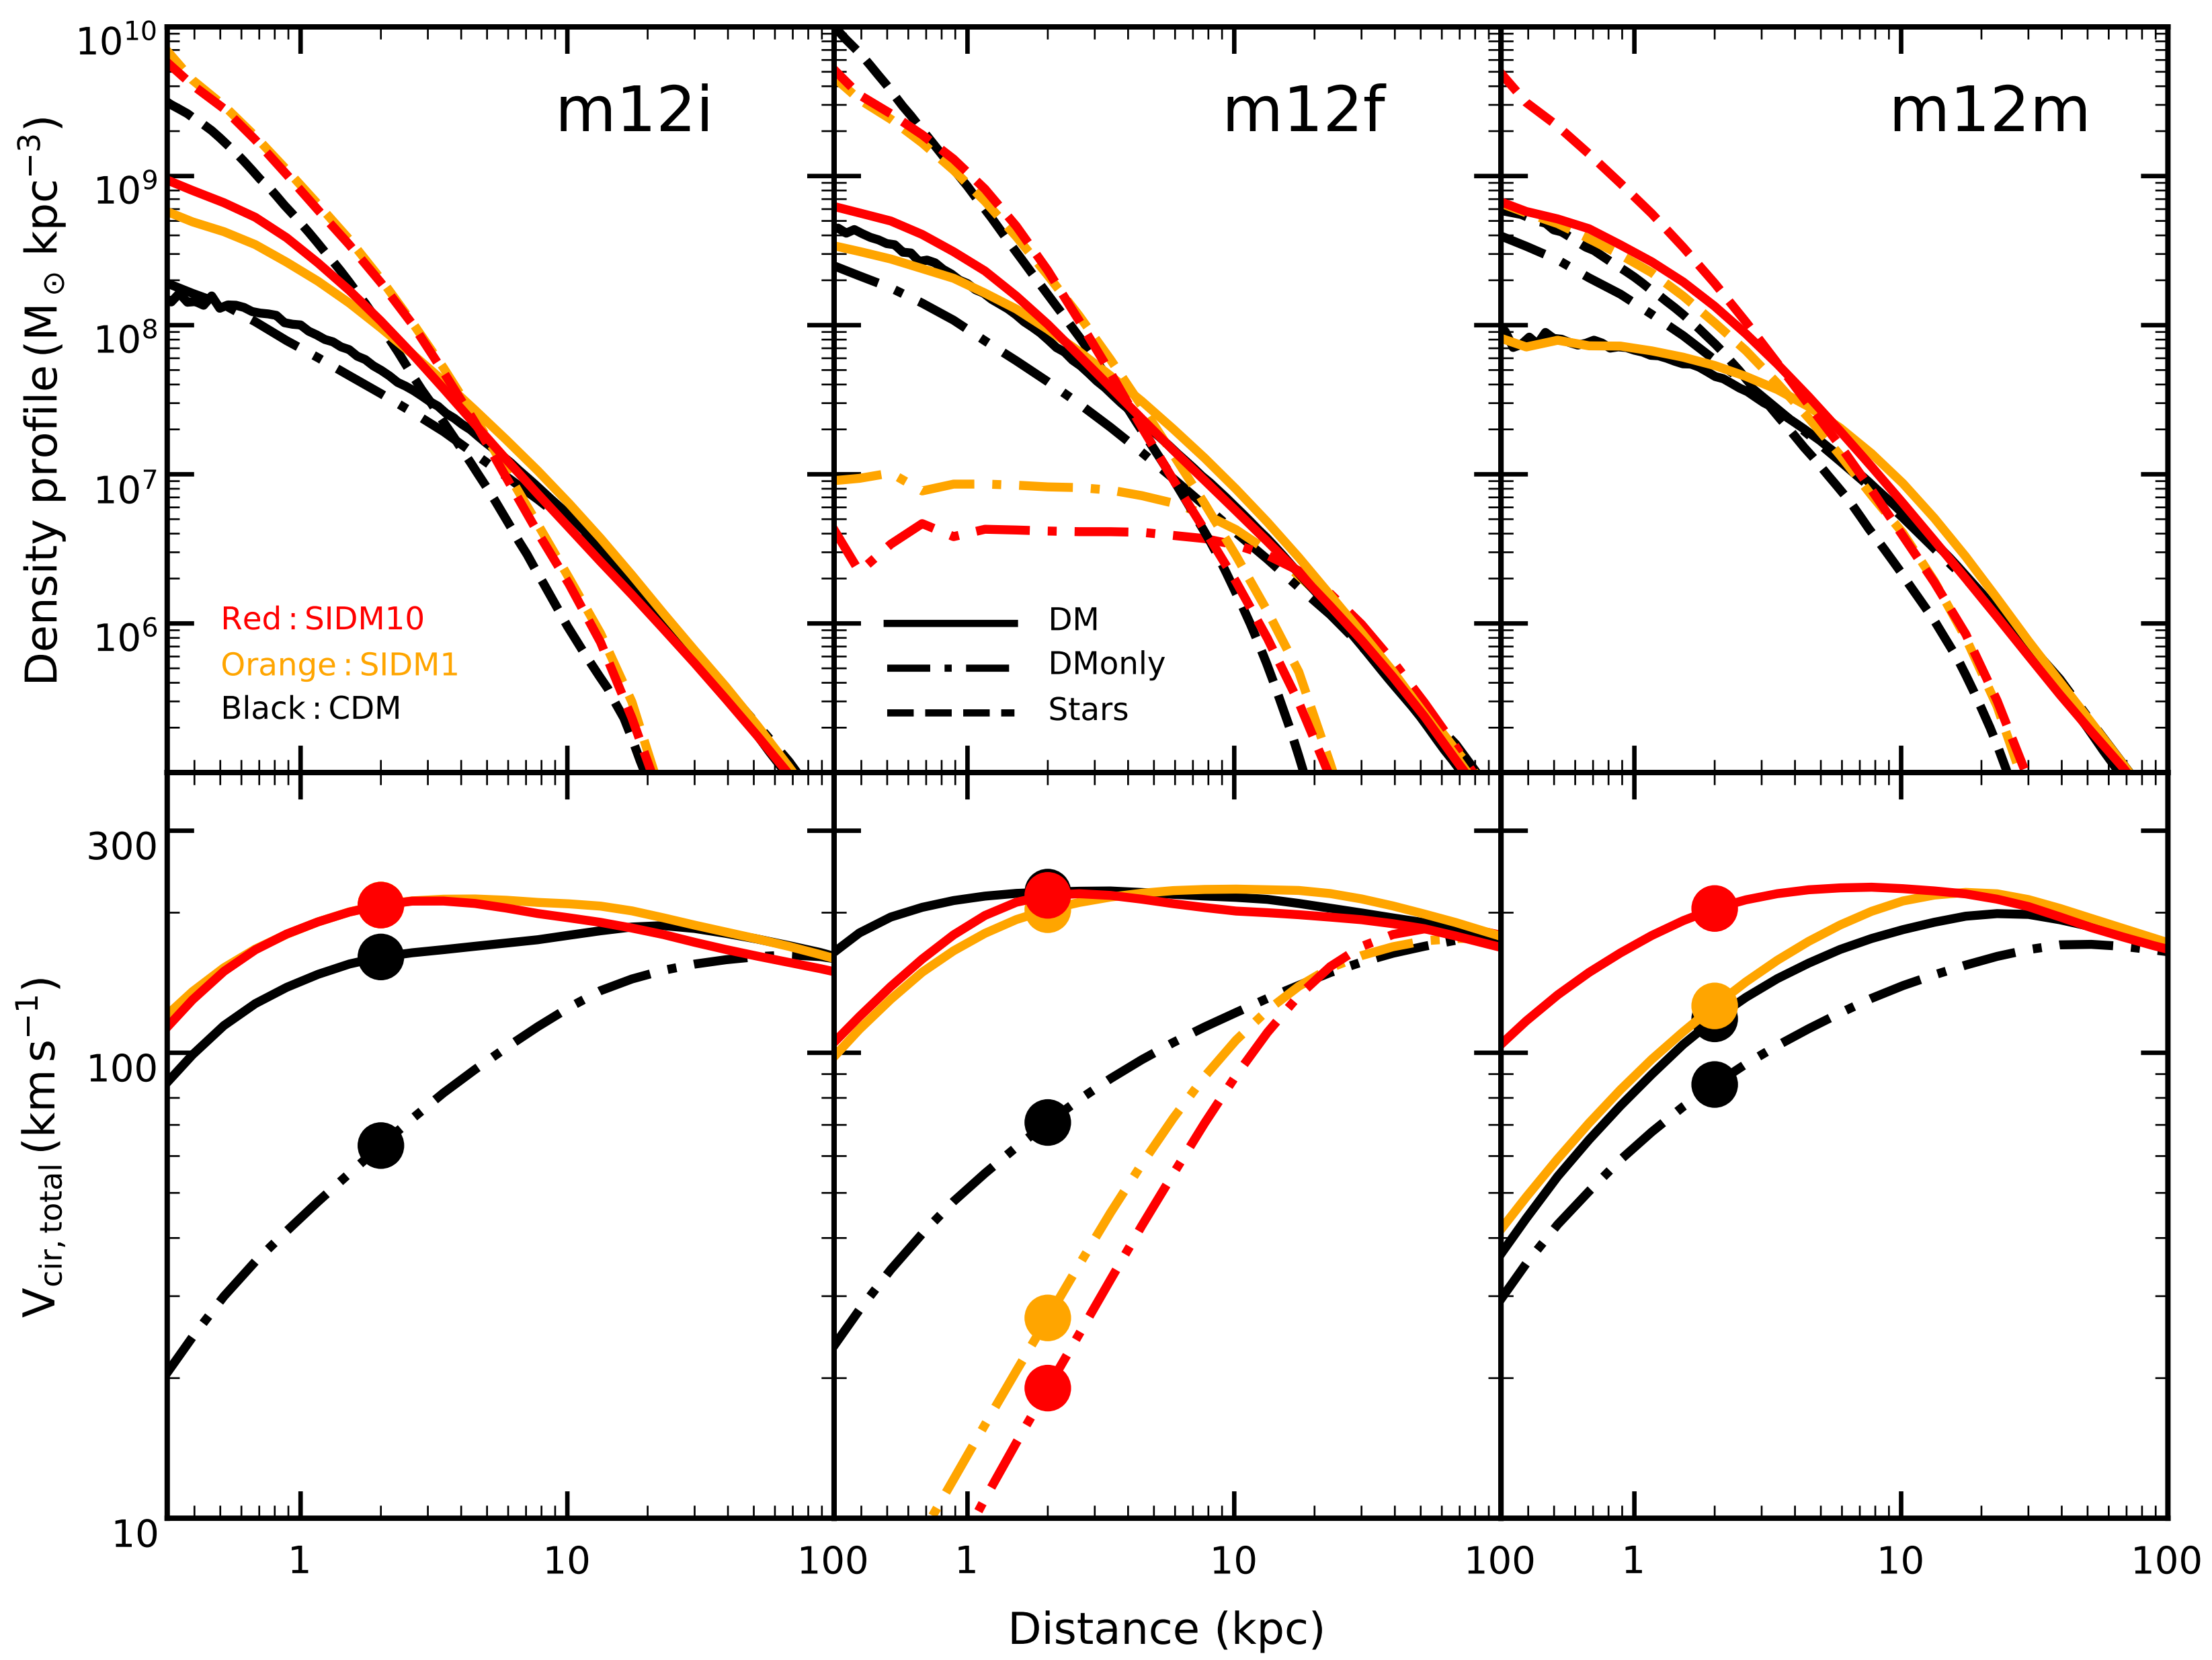 m12i
m12f
m12m
Density profile (M⊙ kpc⁻³)
10¹⁰
10⁹
10⁸
10⁷
10⁶
Red : SIDM10
Orange : SIDM1
Black : CDM
DM
DMonly
Stars
V_cir, total (km s⁻¹)
300
100
10
1 10 100 1 10 100 1 10 100
Distance (kpc)